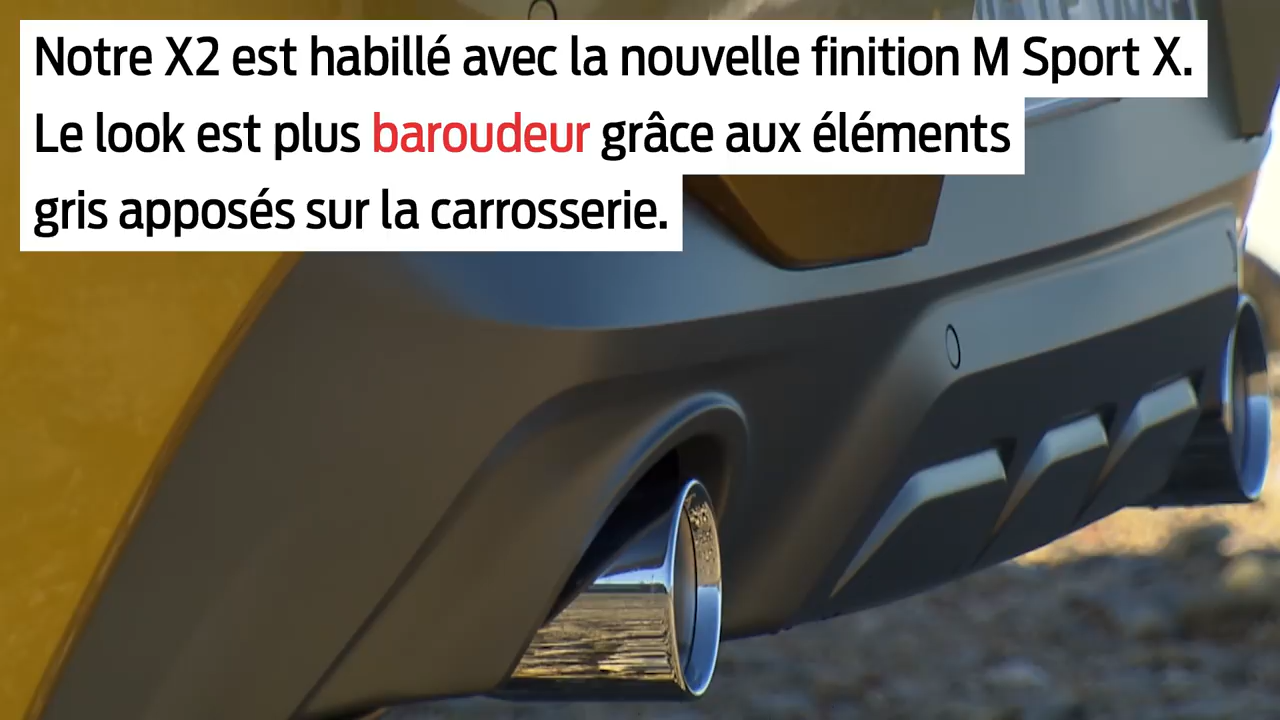 Notre X2 est habillé avec la nouvelle finition M Sport X.
Le look est plus baroudeur grâce aux éléments
gris apposés sur la carrosserie.